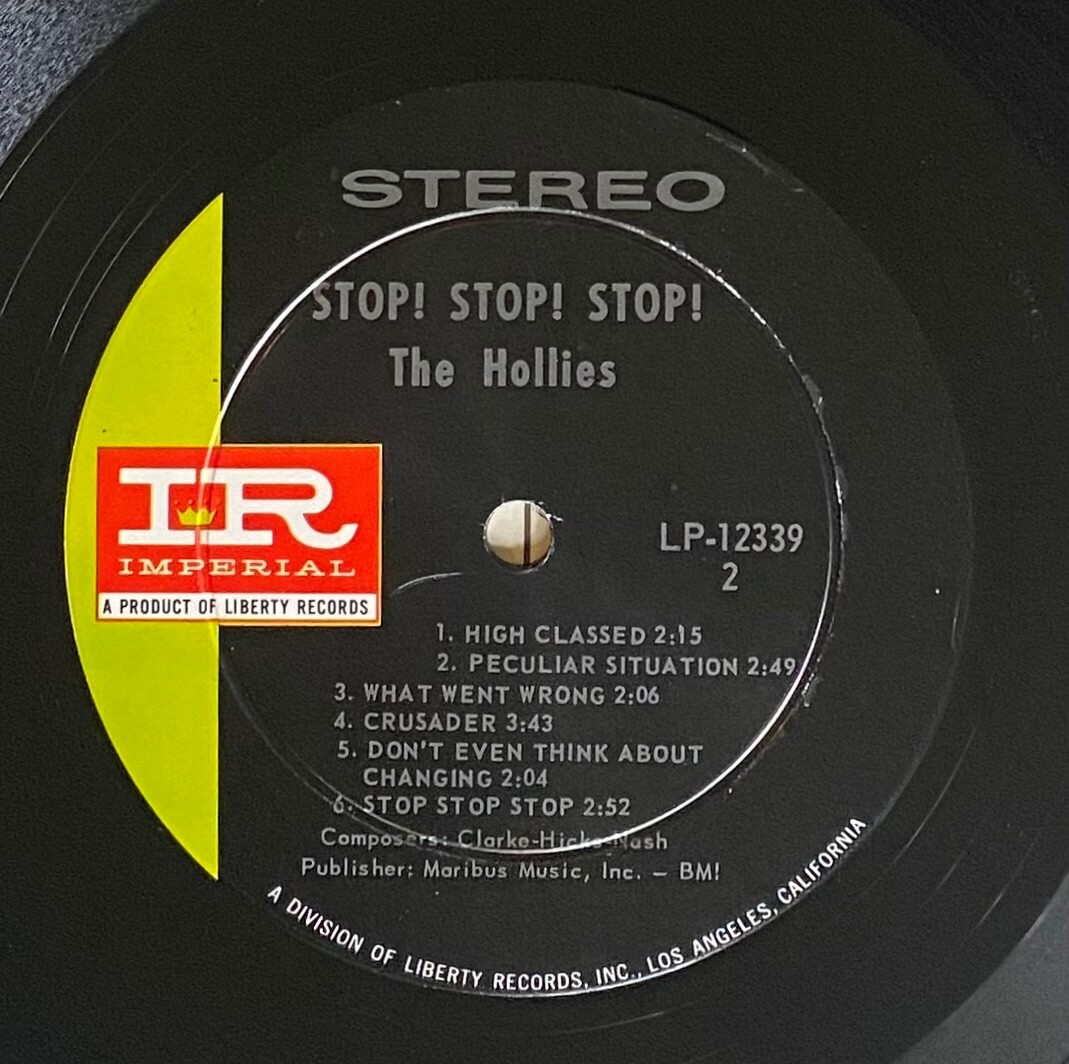 STEREO
STOP! STOP! STOP!
The Hollies
IR
IMPERIAL
A PRODUCT OF LIBERTY RECORDS
LP-12339
2
1. HIGH CLASSED 2:15
2. PECULIAR SITUATION 2:49
3. WHAT WENT WRONG 2:06
4. CRUSADER 3:43
5. DON'T EVEN THINK ABOUT
CHANGING 2:04
6. STOP STOP STOP 2:52
Composers: Clarke-Hicks-Nash
Publisher: Maribus Music, Inc. — BMI
A DIVISION OF LIBERTY RECORDS, INC., LOS ANGELES, CALIFORNIA